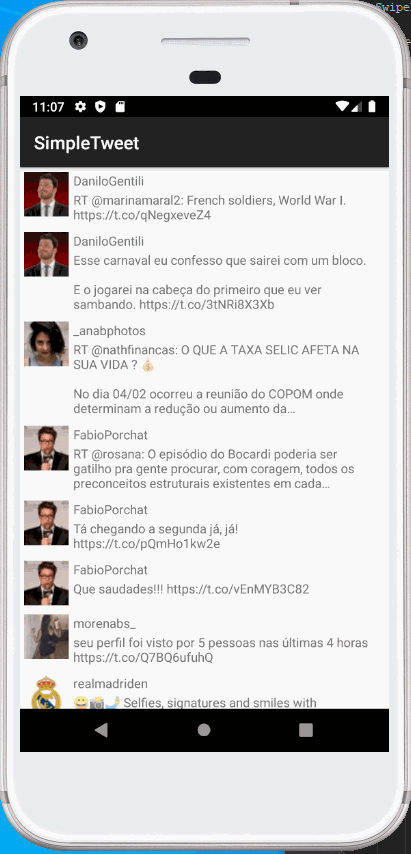 Swipe
11:07
SimpleTweet
DaniloGentili
RT @marinamaral2: French soldiers, World War I.
https://t.co/qNegxeveZ4
DaniloGentili
Esse carnaval eu confesso que sairei com um bloco.
E o jogarei na cabeça do primeiro que eu ver
sambando. https://t.co/3tNRi8X3Xb
_anabphotos
RT @nathfinancas: O QUE A TAXA SELIC AFETA NA
SUA VIDA ? 👛
No dia 04/02 ocorreu a reunião do COPOM onde
determinam a redução ou aumento da…
FabioPorchat
RT @rosana: O episódio do Bocardi poderia ser
gatilho pra gente procurar, com coragem, todos os
preconceitos estruturais existentes em cada…
FabioPorchat
Tá chegando a segunda já, já!
https://t.co/pQmHo1kw2e
FabioPorchat
Que saudades!!! https://t.co/vEnMYB3C82
morenabs_
seu perfil foi visto por 5 pessoas nas últimas 4 horas
https://t.co/Q7BQ6ufuhQ
realmadriden
😀📸🤳 Selfies, signatures and smiles with